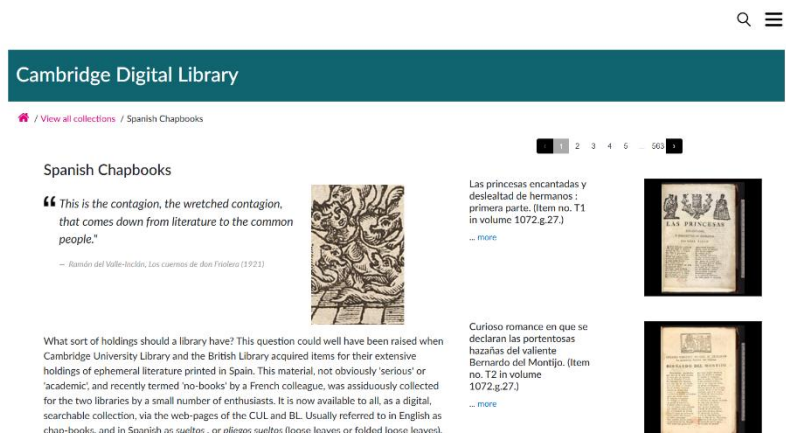 Cambridge Digital Library
/ View all collections / Spanish Chapbooks
‹ 1 2 3 4 5 ... 563 ›
Spanish Chapbooks
“ This is the contagion, the wretched contagion,
that comes down from literature to the common
people."
— Ramón del Valle-Inclán, Los cuernos de don Friolera (1921)
What sort of holdings should a library have? This question could well have been raised when
Cambridge University Library and the British Library acquired items for their extensive
holdings of ephemeral literature printed in Spain. This material, not obviously 'serious' or
'academic', and recently termed 'no-books' by a French colleague, was assiduously collected
for the two libraries by a small number of enthusiasts. It is now available to all, as a digital,
searchable collection, via the web-pages of the CUL and BL. Usually referred to in English as
chap-books, and in Spanish as sueltos , or pliegos sueltos (loose leaves or folded loose leaves),
Las princesas encantadas y
deslealtad de hermanos :
primera parte. (Item no. T1
in volume 1072.g.27.)
... more
LAS PRINCESAS
Curioso romance en que se
declaran las portentosas
hazañas del valiente
Bernardo del Montijo. (Item
no. T2 in volume
1072.g.27.)
... more
BERNARDO DEL MONTIJO